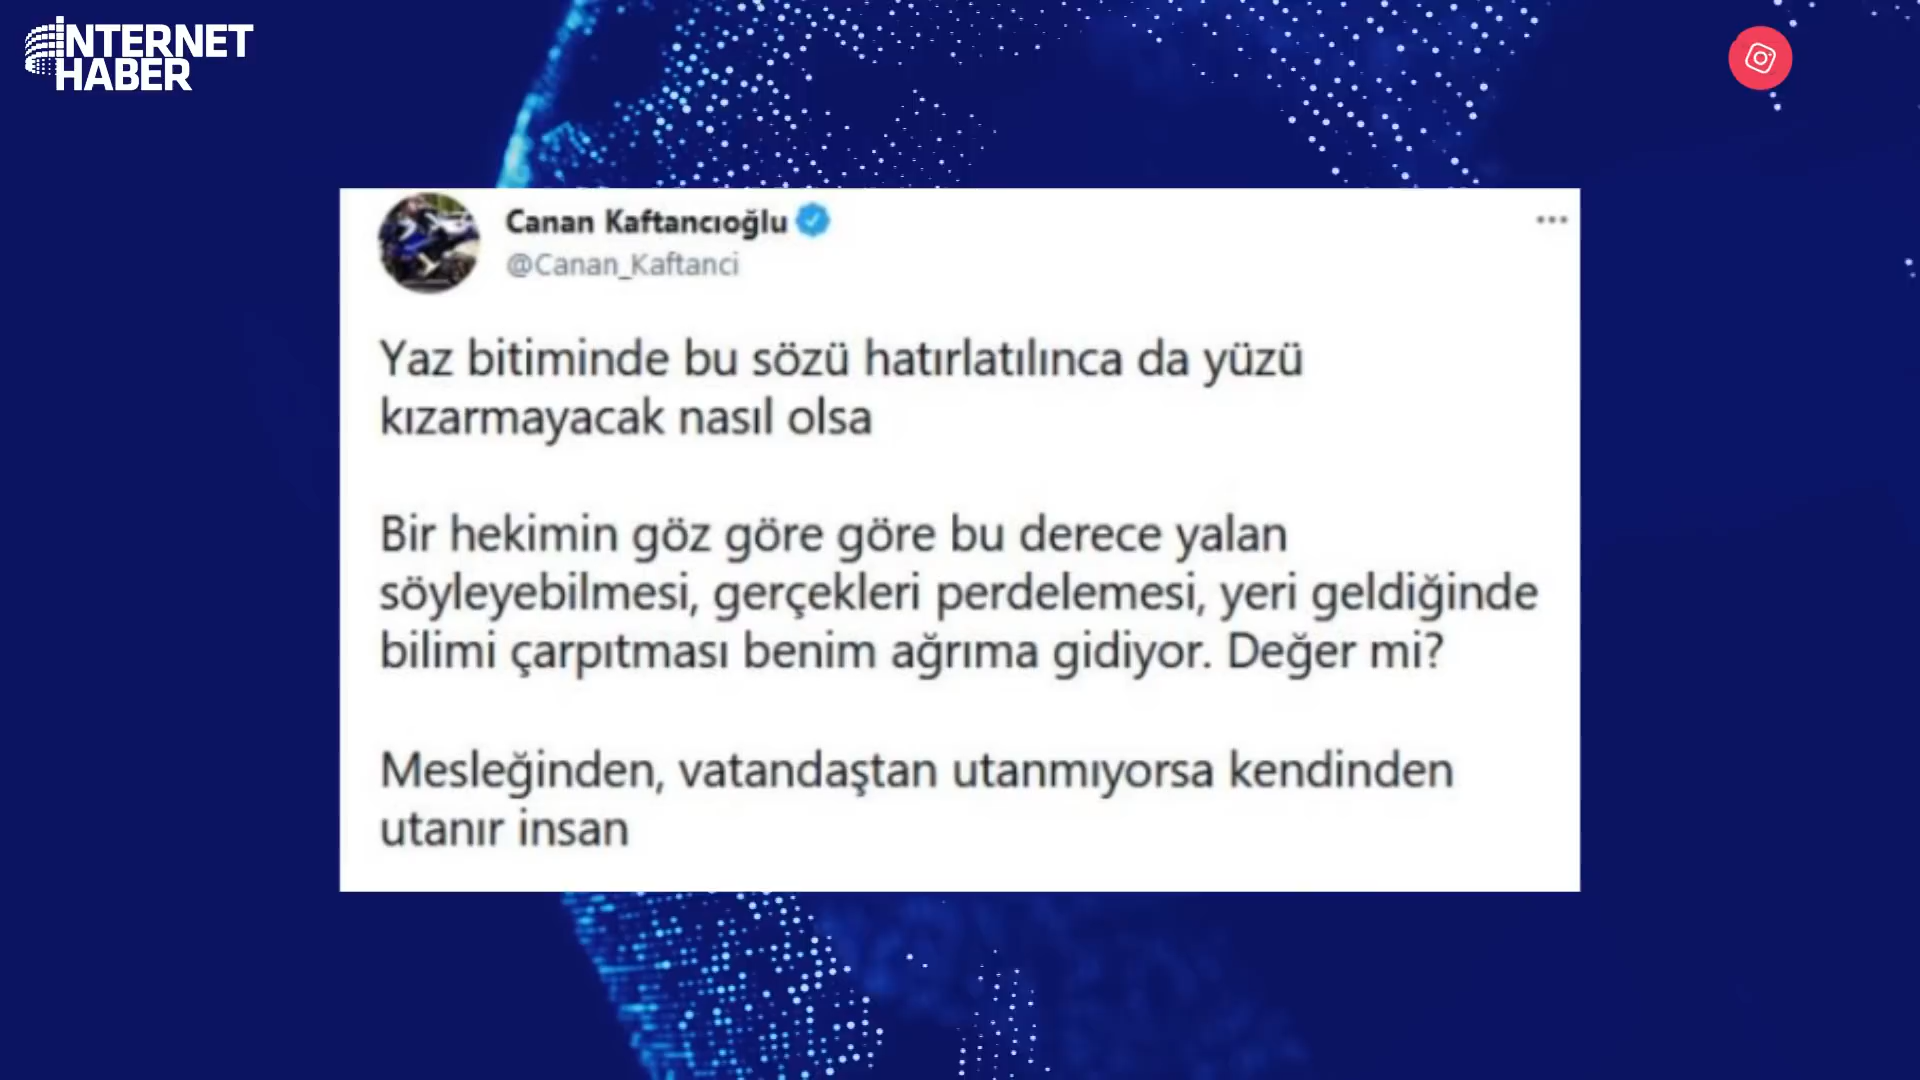 İNTERNET
HABER
Canan Kaftancıoğlu
@Canan_Kaftanci
Yaz bitiminde bu sözü hatırlatılınca da yüzü
kızarmayacak nasıl olsa
Bir hekimin göz göre göre bu derece yalan
söyleyebilmesi, gerçekleri perdelemesi, yeri geldiğinde
bilimi çarpıtması benim ağrıma gidiyor. Değer mi?
Mesleğinden, vatandaştan utanmıyorsa kendinden
utanır insan